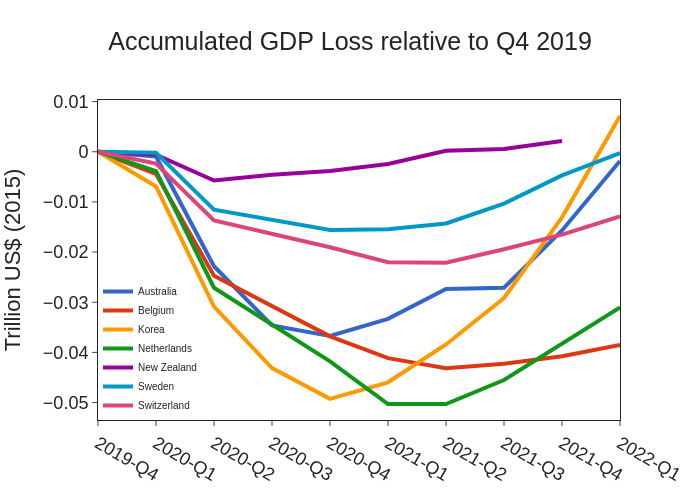 Accumulated GDP Loss relative to Q4 2019
Trillion US$ (2015)
0.01
0
−0.01
−0.02
−0.03
−0.04
−0.05
Australia
Belgium
Korea
Netherlands
New Zealand
Sweden
Switzerland
2019-Q4
2020-Q1
2020-Q2
2020-Q3
2020-Q4
2021-Q1
2021-Q2
2021-Q3
2021-Q4
2022-Q1